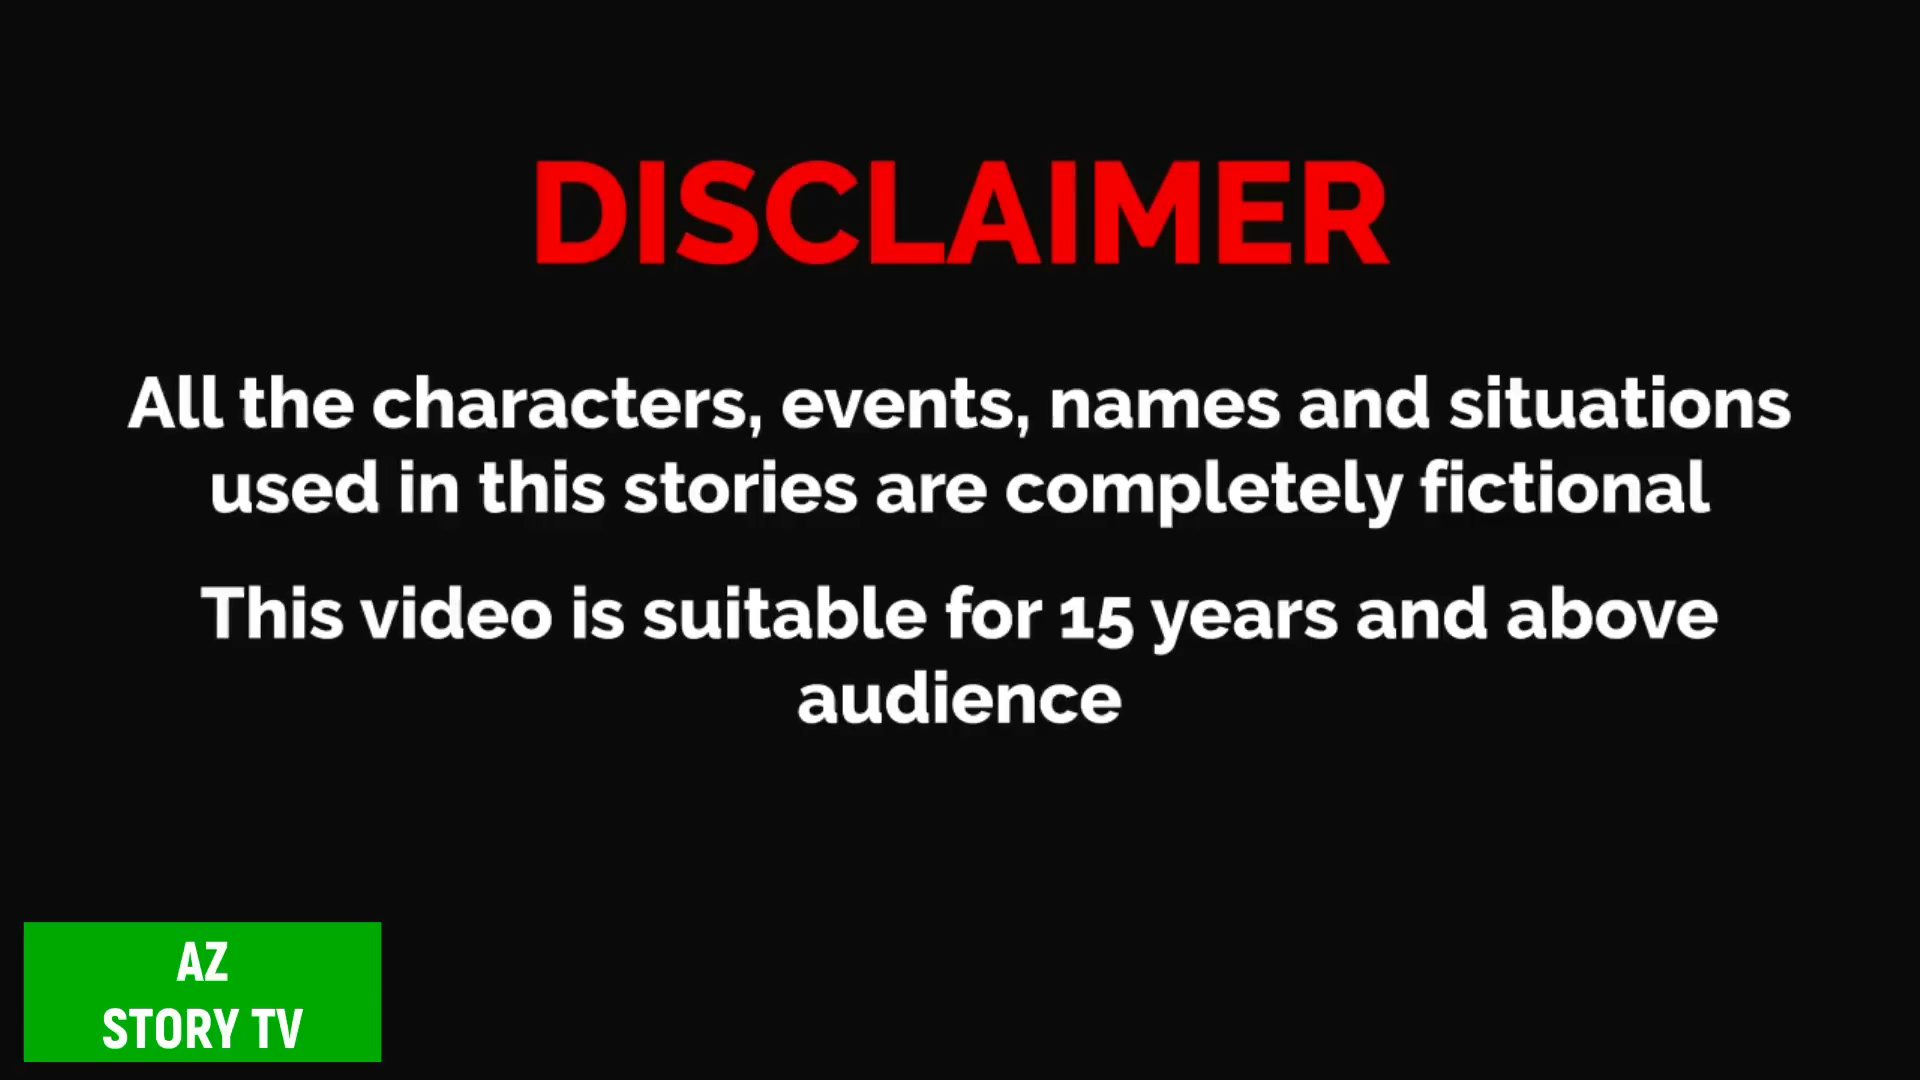 DISCLAIMER
All the characters, events, names and situations
used in this stories are completely fictional
This video is suitable for 15 years and above
audience
AZ
STORY TV